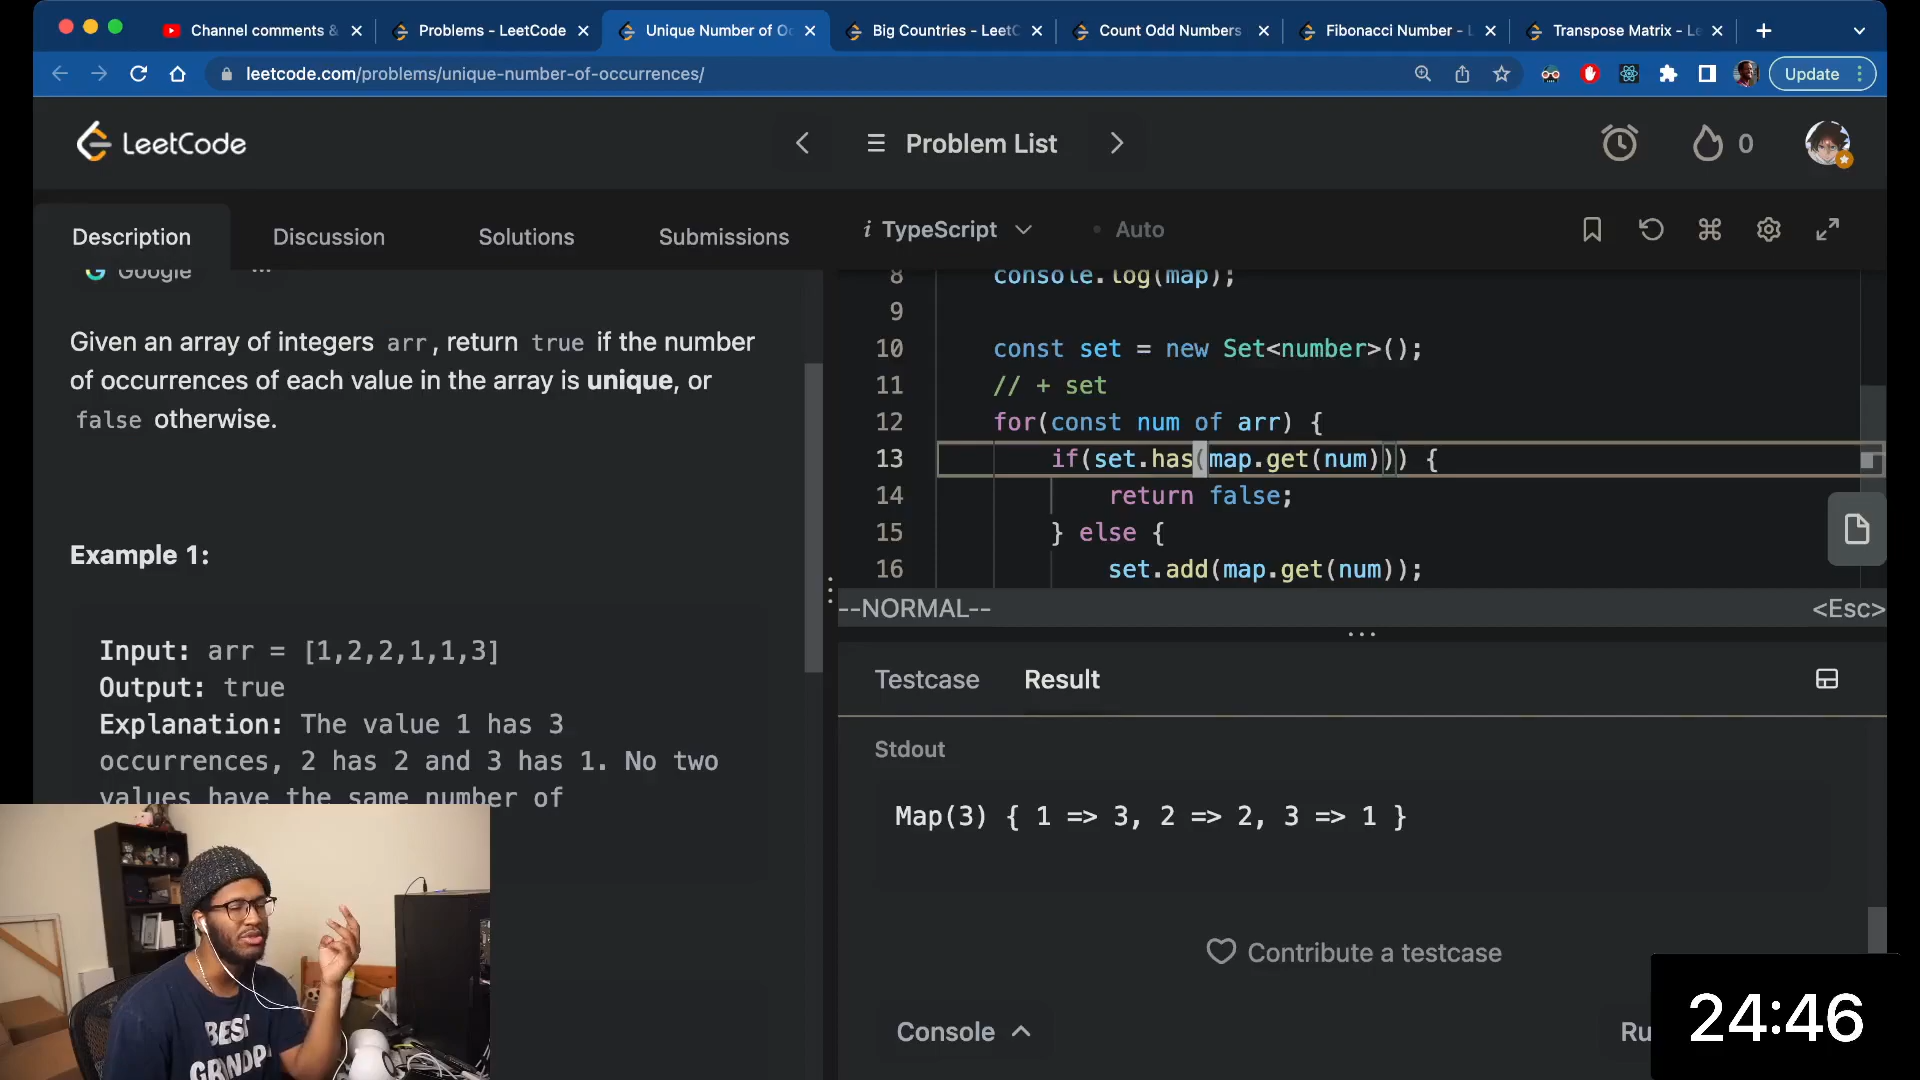 Channel comments &
Problems - LeetCode
Unique Number of Oc
Big Countries - LeetC
Count Odd Numbers
Fibonacci Number - L
Transpose Matrix - Le
leetcode.com/problems/unique-number-of-occurrences/
Update
LeetCode
Problem List
0
Description
Discussion
Solutions
Submissions
i TypeScript
• Auto
Google
...
Given an array of integers arr, return true if the number
of occurrences of each value in the array is unique, or
false otherwise.
Example 1:
Input: arr = [1,2,2,1,1,3]
Output: true
Explanation: The value 1 has 3
occurrences, 2 has 2 and 3 has 1. No two
values have the same number of
8 console.log(map);
9
10 const set = new Set<number>();
11 // + set
12 for(const num of arr) {
13 if(set.has(map.get(num))) {
14 return false;
15 } else {
16 set.add(map.get(num));
--NORMAL--
<Esc>
Testcase
Result
Stdout
Map(3) { 1 => 3, 2 => 2, 3 => 1 }
Contribute a testcase
Console
Ru
24:46
BEST
GRANDP